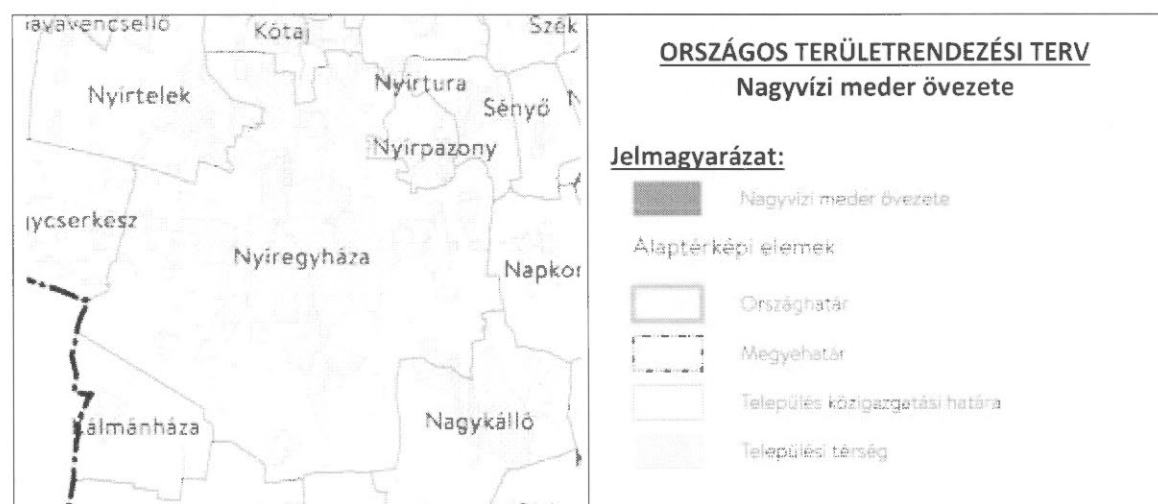 Kótaj
Nyírtelek
Nyírtura
Sényő
Nyírpazony
Nyíregyháza
Napkor
Nagykálló
ORSZÁGOS TERÜLETRENDEZÉSI TERV
Nagyvízi meder övezete
Jelmagyarázat:
Nagyvízi meder övezete
Alaptérképi elemek
Országhatár
Megyehatár
Település közigazgatási határa
Települési térség